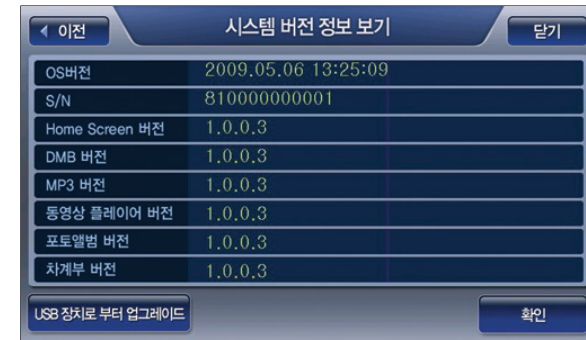 이전
시스템 버전 정보 보기
닫기
OS버전 2009.05.06 13:25:09
S/N 810000000001
Home Screen 버전 1.0.0.3
DMB 버전 1.0.0.3
MP3 버전 1.0.0.3
동영상 플레이어 버전 1.0.0.3
포토앨범 버전 1.0.0.3
차계부 버전 1.0.0.3
USB 장치로 부터 업그레이드
확인